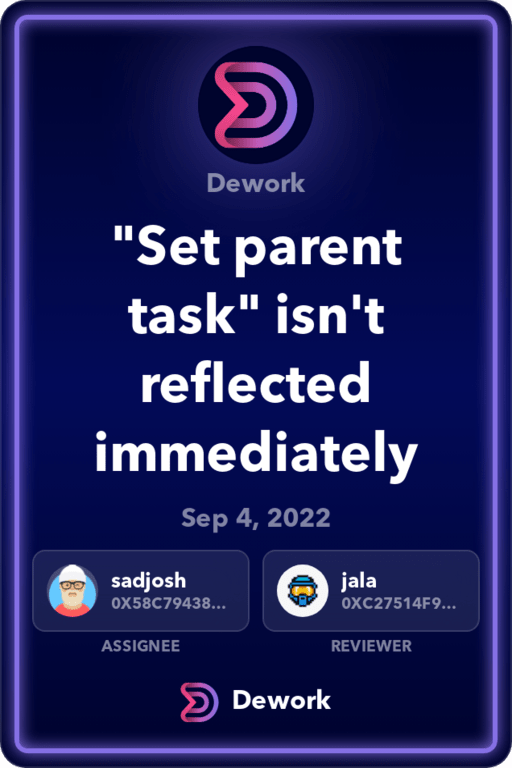 Dework
"Set parent
task" isn't
reflected
immediately
Sep 4, 2022
sadjosh
0X58C79438...
jala
0XC27514F9...
ASSIGNEE
REVIEWER
Dework